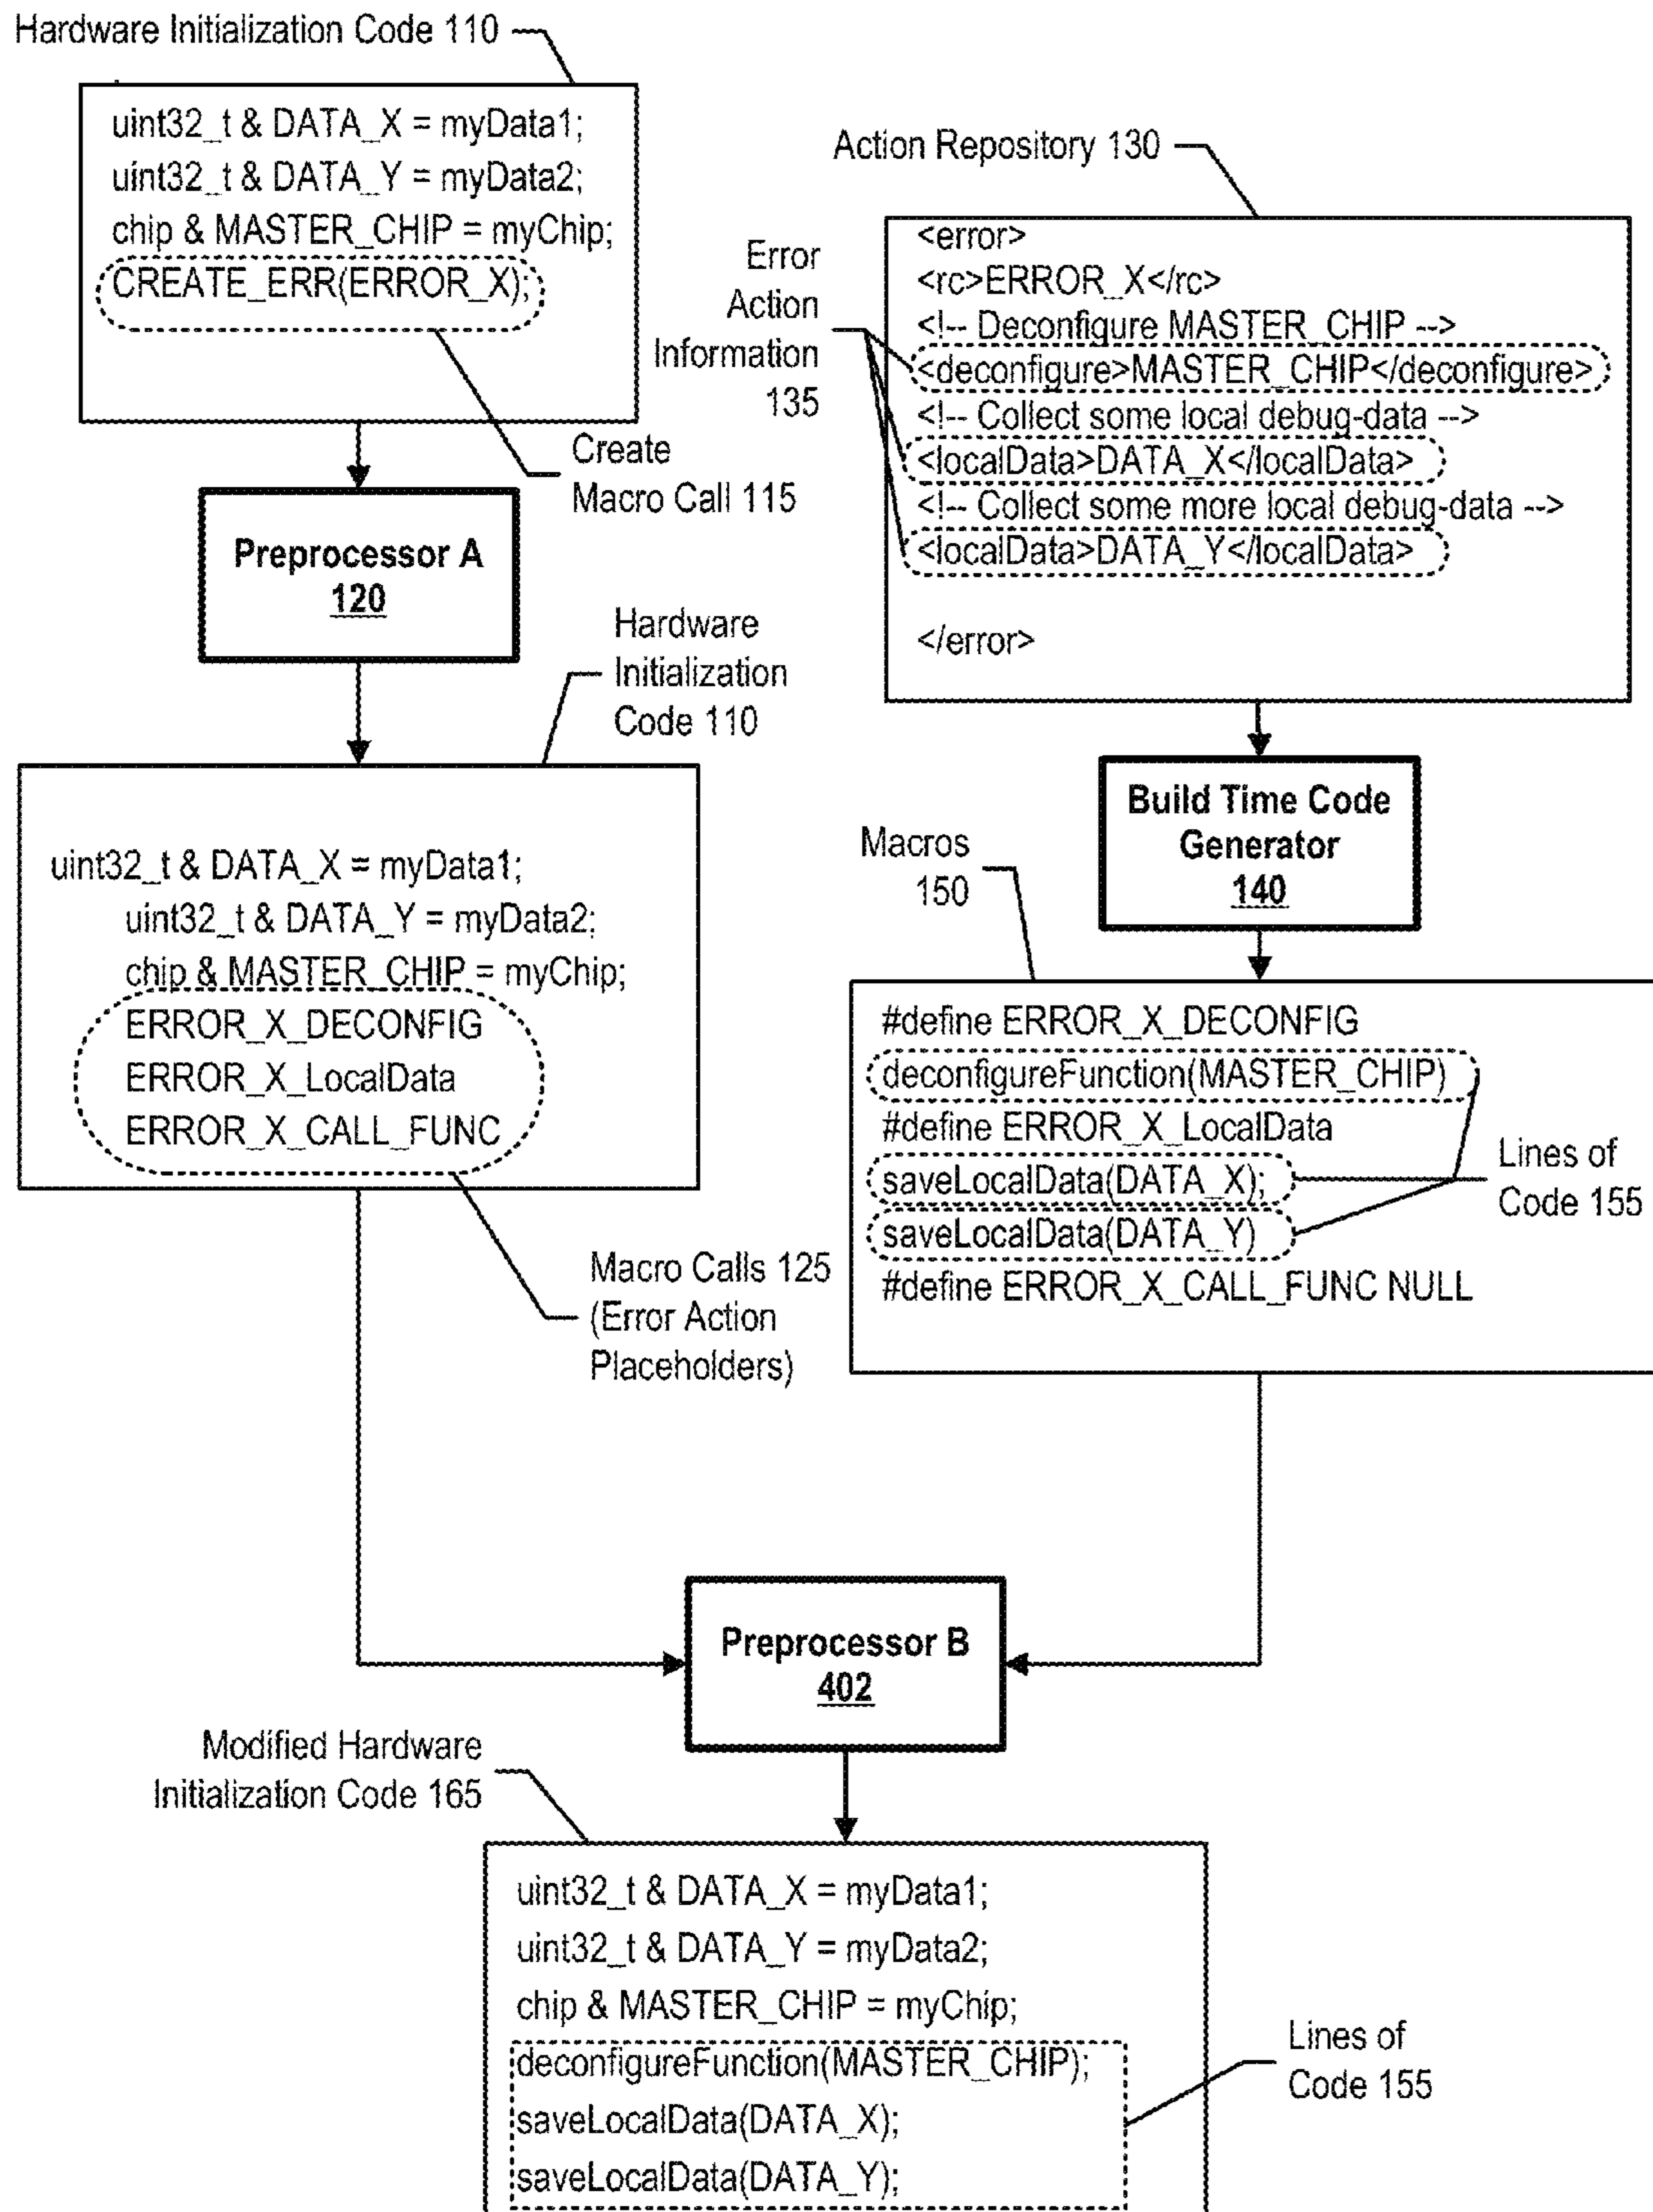 Hardware Initialization Code 110
uint32_t & DATA_X = myData1;
uint32_t & DATA_Y = myData2;
chip & MASTER_CHIP = myChip;
CREATE_ERR(ERROR_X);
Create
Macro Call 115
Preprocessor A
120
Hardware
Initialization
Code 110
uint32_t & DATA_X = myData1;
uint32_t & DATA_Y = myData2;
chip & MASTER_CHIP = myChip;
ERROR_X_DECONFIG
ERROR_X_LocalData
ERROR_X_CALL_FUNC
Macro Calls 125
(Error Action
Placeholders)
Action Repository 130
Error
Action
Information
135
<error>
<rc>ERROR_X</rc>
<!-- Deconfigure MASTER_CHIP -->
<deconfigure>MASTER_CHIP</deconfigure>
<!-- Collect some local debug-data -->
<localData>DATA_X</localData>
<!-- Collect some more local debug-data -->
<localData>DATA_Y</localData>
</error>
Build Time Code
Generator
140
Macros
150
#define ERROR_X_DECONFIG
deconfigureFunction(MASTER_CHIP)
#define ERROR_X_LocalData
saveLocalData(DATA_X);
saveLocalData(DATA_Y)
#define ERROR_X_CALL_FUNC NULL
Lines of
Code 155
Preprocessor B
402
Modified Hardware
Initialization Code 165
uint32_t & DATA_X = myData1;
uint32_t & DATA_Y = myData2;
chip & MASTER_CHIP = myChip;
deconfigureFunction(MASTER_CHIP);
saveLocalData(DATA_X);
saveLocalData(DATA_Y);
Lines of
Code 155